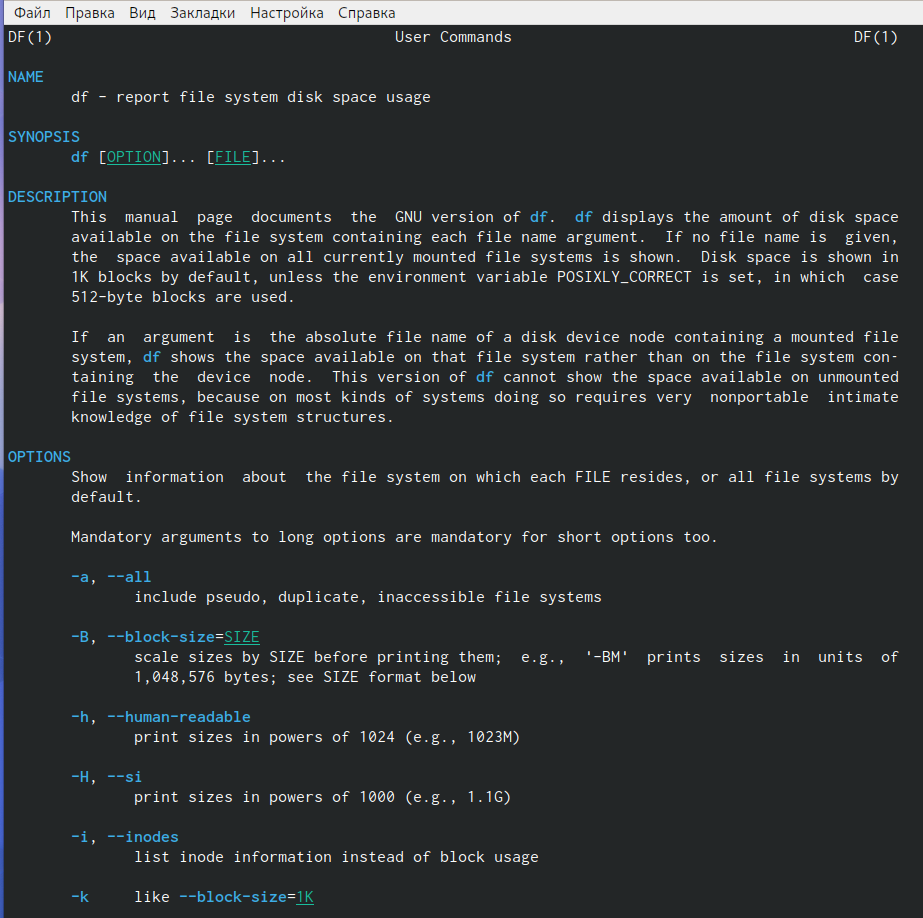 Файл Правка Вид Закладки Настройка Справка
DF(1) User Commands DF(1)
NAME
df - report file system disk space usage
SYNOPSIS
df [OPTION]... [FILE]...
DESCRIPTION
This manual page documents the GNU version of df. df displays the amount of disk space
available on the file system containing each file name argument. If no file name is given,
the space available on all currently mounted file systems is shown. Disk space is shown in
1K blocks by default, unless the environment variable POSIXLY_CORRECT is set, in which case
512-byte blocks are used.
If an argument is the absolute file name of a disk device node containing a mounted file
system, df shows the space available on that file system rather than on the file system con-
taining the device node. This version of df cannot show the space available on unmounted
file systems, because on most kinds of systems doing so requires very nonportable intimate
knowledge of file system structures.
OPTIONS
Show information about the file system on which each FILE resides, or all file systems by
default.
Mandatory arguments to long options are mandatory for short options too.
-a, --all
include pseudo, duplicate, inaccessible file systems
-B, --block-size=SIZE
scale sizes by SIZE before printing them; e.g., '-BM' prints sizes in units of
1,048,576 bytes; see SIZE format below
-h, --human-readable
print sizes in powers of 1024 (e.g., 1023M)
-H, --si
print sizes in powers of 1000 (e.g., 1.1G)
-i, --inodes
list inode information instead of block usage
-k like --block-size=1K